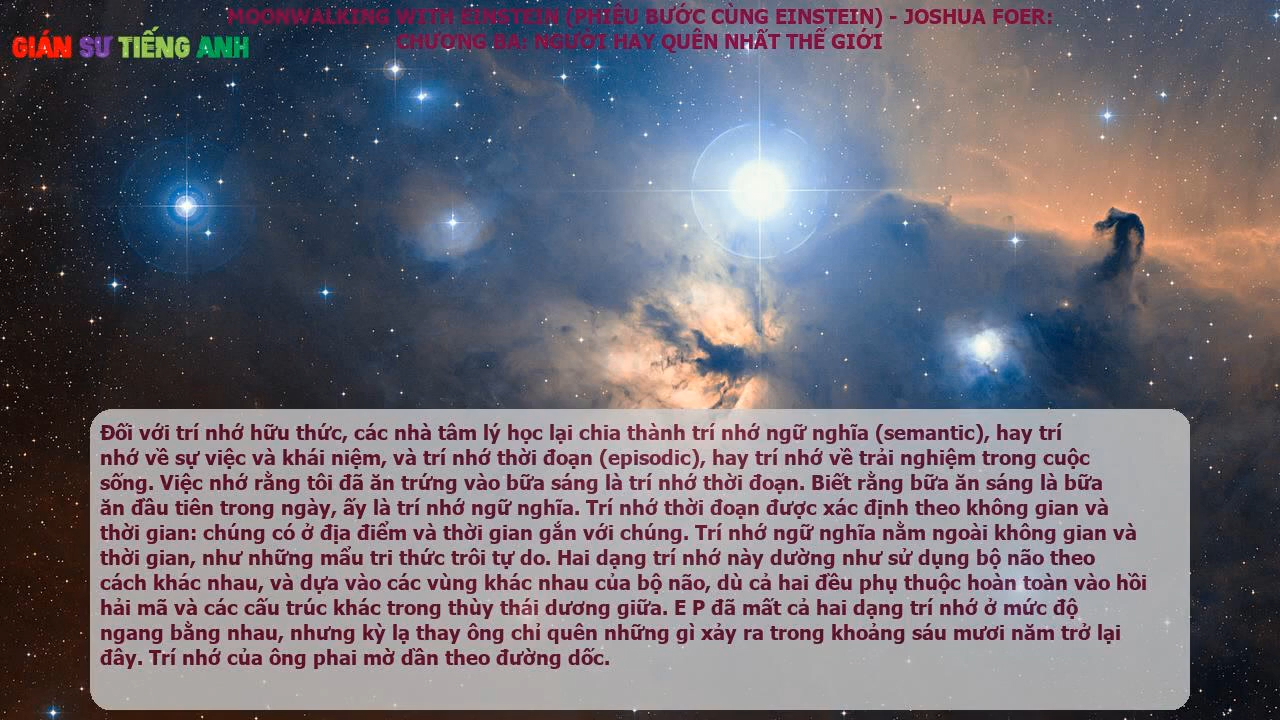 MOONWALKING WITH EINSTEIN (PHIÊU BƯỚC CÙNG EINSTEIN) - JOSHUA FOER:
CHƯƠNG BA: NGƯỜI HAY QUÊN NHẤT THẾ GIỚI
GIÁN SƯ TIẾNG ANH
Đối với trí nhớ hữu thức, các nhà tâm lý học lại chia thành trí nhớ ngữ nghĩa (semantic), hay trí
nhớ về sự việc và khái niệm, và trí nhớ thời đoạn (episodic), hay trí nhớ về trải nghiệm trong cuộc
sống. Việc nhớ rằng tôi đã ăn trứng vào bữa sáng là trí nhớ thời đoạn. Biết rằng bữa ăn sáng là bữa
ăn đầu tiên trong ngày, ấy là trí nhớ ngữ nghĩa. Trí nhớ thời đoạn được xác định theo không gian và
thời gian: chúng có ở địa điểm và thời gian gắn với chúng. Trí nhớ ngữ nghĩa nằm ngoài không gian và
thời gian, như những mẩu tri thức trôi tự do. Hai dạng trí nhớ này dường như sử dụng bộ não theo
cách khác nhau, và dựa vào các vùng khác nhau của bộ não, dù cả hai đều phụ thuộc hoàn toàn vào hồi
hải mã và các cấu trúc khác trong thùy thái dương giữa. E P đã mất cả hai dạng trí nhớ ở mức độ
ngang bằng nhau, nhưng kỳ lạ thay ông chỉ quên những gì xảy ra trong khoảng sáu mươi năm trở lại
đây. Trí nhớ của ông phai mờ dần theo đường dốc.